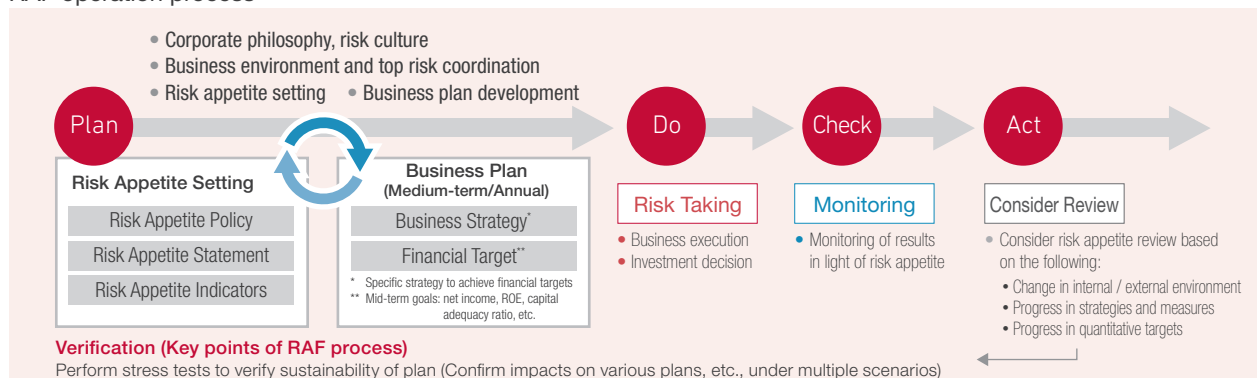 RAF operation process
• Corporate philosophy, risk culture
• Business environment and top risk coordination
• Risk appetite setting • Business plan development
Plan
Risk Appetite Setting
Risk Appetite Policy
Risk Appetite Statement
Risk Appetite Indicators
Business Plan
(Medium-term/Annual)
Business Strategy*
Financial Target**
* Specific strategy to achieve financial targets
** Mid-term goals: net income, ROE, capital
adequacy ratio, etc.
Do
Risk Taking
• Business execution
• Investment decision
Check
Monitoring
• Monitoring of results
in light of risk appetite
Act
Consider Review
• Consider risk appetite review based
on the following:
• Change in internal / external environment
• Progress in strategies and measures
• Progress in quantitative targets
Verification (Key points of RAF process)
Perform stress tests to verify sustainability of plan (Confirm impacts on various plans, etc., under multiple scenarios)